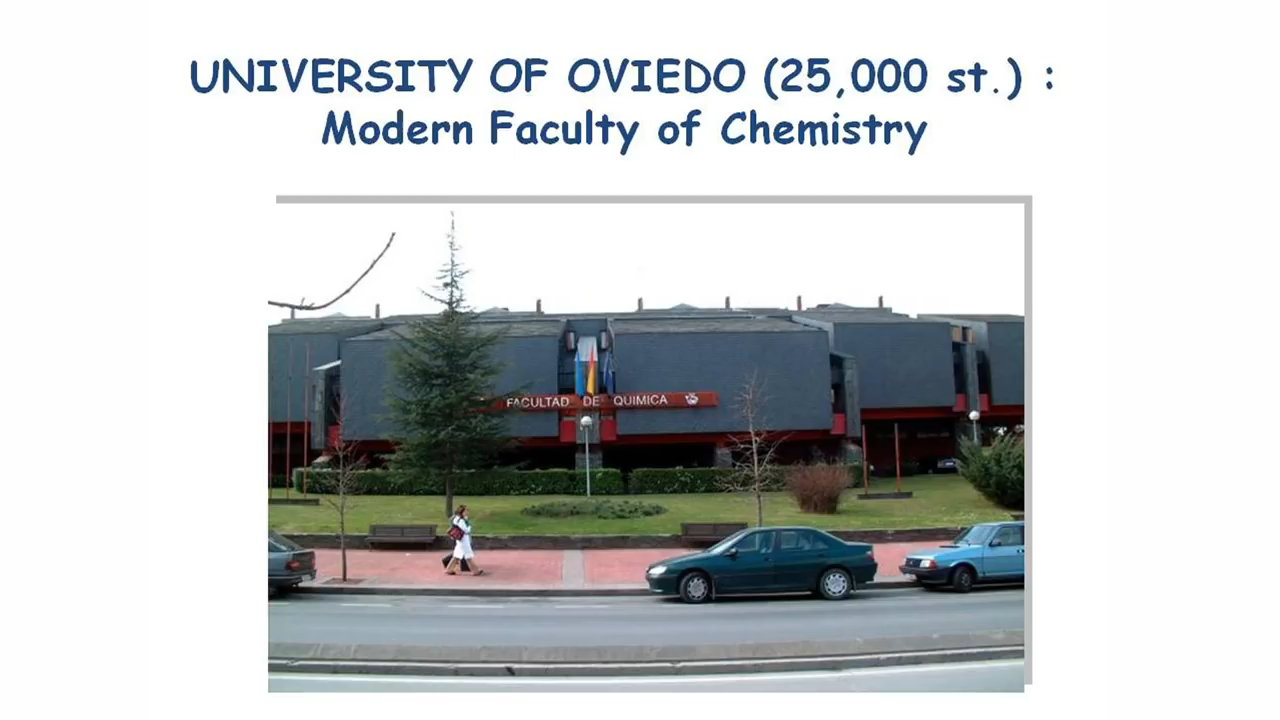 UNIVERSITY OF OVIEDO (25,000 st.) :
Modern Faculty of Chemistry
FACULTAD DE QUIMICA